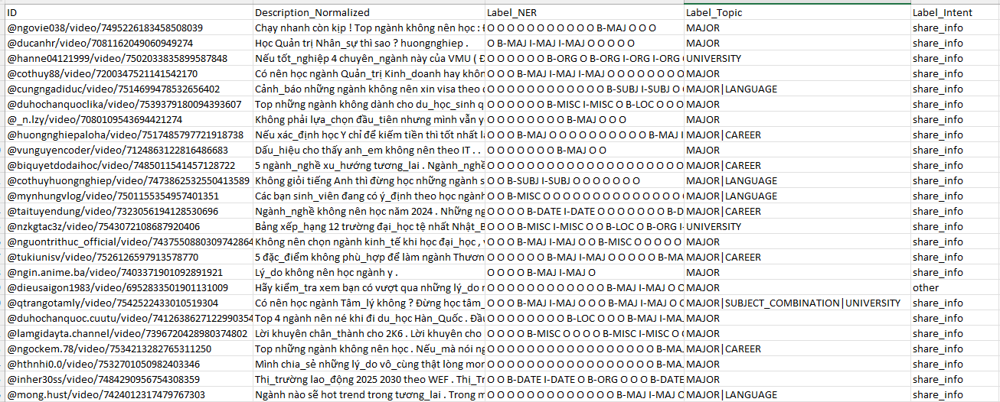 ID Description_Normalized Label_NER Label_Topic Label_Intent
@ngovie038/video/7495226183458508039 Chạy nhanh còn kịp ! Top ngành không nên học : O O O O O O O O O O O B-MAJ O O O MAJOR share_info
@ducanhr/video/7081162049060949274 Học Quản trị Nhân_sự thì sao ? huongnghiep . O B-MAJ I-MAJ I-MAJ O O O O O MAJOR share_info
@hanne04121999/video/7502033835899587848 Nếu tốt_nghiệp 4 chuyên_ngành này của VMU ( O O O O O O B-ORG O B-ORG I-ORG I-ORG UNIVERSITY share_info
@cothuy88/video/7200347521141542170 Có nên học ngành Quản_trị Kinh_doanh hay khôn O O O B-MAJ I-MAJ I-MAJ O O O O O O O O MAJOR share_info
@cungngadiduc/video/7514699478532656402 Cảnh_báo những ngành không nên xin visa theo O O O O O O O O O O O O B-SUBJ I-SUBJ O MAJOR|LANGUAGE share_info
@duhochanquoclika/video/7539379180094393607 Top những ngành không dành cho du_học_sinh q O O O O O O O O B-MISC I-MISC O B-LOC O O O MAJOR share_info
@_n.lzy/video/7080109543694421274 Không phải lựa_chọn đầu_tiên nhưng mình vẫn y O O O O O O O O B-MAJ O O O MAJOR share_info
@huongnghiepaloha/video/7517485797721918738 Nếu xác_định học Y chỉ để kiếm tiền thì tốt nhất O O O B-MAJ O O O O O O O O O O B-MAJ MAJOR|CAREER share_info
@vunguyencoder/video/7124863122816486683 Dấu_hiệu cho thấy anh_em không nên theo IT . . O O O O O O O B-MAJ O O MAJOR share_info
@biquyetdodaihoc/video/7485011541457128722 5 ngành_nghề xu_hướng tương_lai . Ngành_nghề O O O O O O O O O O O O O O O O O O O MAJOR|CAREER share_info
@cothuyhuongnghiep/video/7473862532550413589 Không giỏi tiếng Anh thì đừng học những ngành s O O B-SUBJ I-SUBJ O O O O O O O MAJOR|LANGUAGE share_info
@mynhungvlog/video/7501155354957401351 Các bạn sinh_viên đang có ý_định theo học ngành O O B-MISC O O O O O O O O O O O O O O MAJOR|LANGUAGE share_info
@taituyendung/video/7323056194128530696 Ngành_nghề không nên học năm 2024 . Những ng O O O O B-DATE I-DATE O O O O O O O B-D MAJOR|CAREER share_info
@nzkgtac3z/video/7543072108687920406 Bảng xếp_hạng 12 trường đại_học tệ nhất Nhật_B O O O B-MISC I-MISC O O B-LOC O B-ORG I- UNIVERSITY share_info
@nguontrithuc_official/video/7437550880309742864 Không nên chọn ngành kinh_tế khi học đại_học , O O O O B-MAJ I-MAJ O O B-MISC O O O O O MAJOR share_info
@tukiunisv/video/7526126597913578770 5 đặc_điểm không phù_hợp để làm ngành Thươn O O O O O O O B-MAJ I-MAJ O O O O O B-MA MAJOR|CAREER share_info
@ngin.anime.ba/video/7403371901092891921 Lý_do không nên học ngành y . O O O O B-MAJ I-MAJ O MAJOR share_info
@dieusaigon1983/video/6952833501901131009 Hãy kiểm_tra xem bạn có vượt qua những lý_do O O O O O O O O O O O O B-MAJ I-MAJ O MAJOR other
@qtrangotamly/video/7542522433010519304 Có nên học ngành Tâm_lý không ? Đừng học tâm_ O O O O B-MAJ I-MAJ O O O O B-MAJ I-MAJ O MAJOR|SUBJECT_COMBINATION|UNIVERSITY share_info
@duhochanquoc.cuutu/video/7412638627122990354 Top 4 ngành nên né khi đi du_học Hàn_Quốc . O O O O O O O O B-LOC O O O B-MAJ I-MA MAJOR share_info
@lamgidayta.channel/video/7396720428980374802 Lời khuyên chân_thành cho 2K6 . Lời khuyên cho O O O O B-MISC O O O O O B-MISC I-MISC O MAJOR share_info
@ngockem.78/video/7534213282765311250 Top những ngành không nên học . Nếu_mà nói ng O O O O O O O O O O O O O O O O O B-MA MAJOR|CAREER share_info
@hthnhi0.0/video/7532701050982403346 Mình chia_sẻ những lý_do vô_cùng thật lòng O O O O O O O O O O O O O O O O O B-MA MAJOR share_info
@inher30ss/video/7484290956754308359 Thị_trường lao_động 2025 2030 theo WEF . Thị_Tr O O B-DATE I-DATE O B-ORG O O O B-DATE MAJOR share_info
@mong.hust/video/7424012317479767303 Ngành nào sẽ hot trend trong tương_lai . Trong O O O O O O O O O O O O B-MAJ I-MAJ MAJOR|LANGUAGE share_info